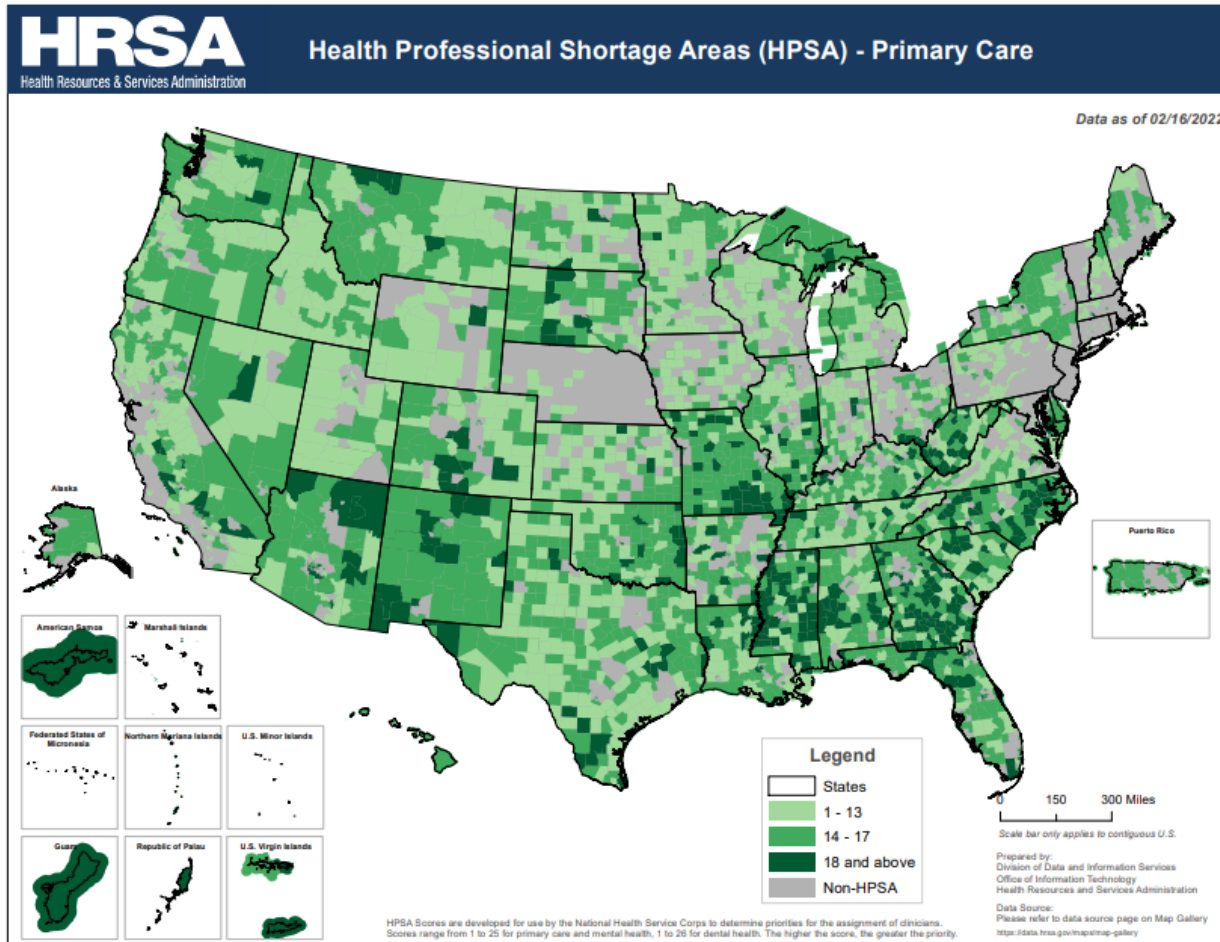 HRSA
Health Resources & Services Administration
Health Professional Shortage Areas (HPSA) - Primary Care
Data as of 02/16/2022
Alaska
Puerto Rico
American Samoa
Marshall Islands
Federated States of
Micronesia
Northern Mariana Islands
U.S. Minor Islands
Guam
Republic of Palau
U.S. Virgin Islands
Legend
States
1 - 13
14 - 17
18 and above
Non-HPSA
0 150 300 Miles
Scale bar only applies to contiguous U.S.
Prepared by:
Division of Data and Information Services
Office of Information Technology
Health Resources and Services Administration
Data Source:
Please refer to data source page on Map Gallery
https://data.hrsa.gov/maps/map-gallery
HPSA Scores are developed for use by the National Health Service Corps to determine priorities for the assignment of clinicians.
Scores range from 1 to 25 for primary care and mental health, 1 to 26 for dental health. The higher the score, the greater the priority.